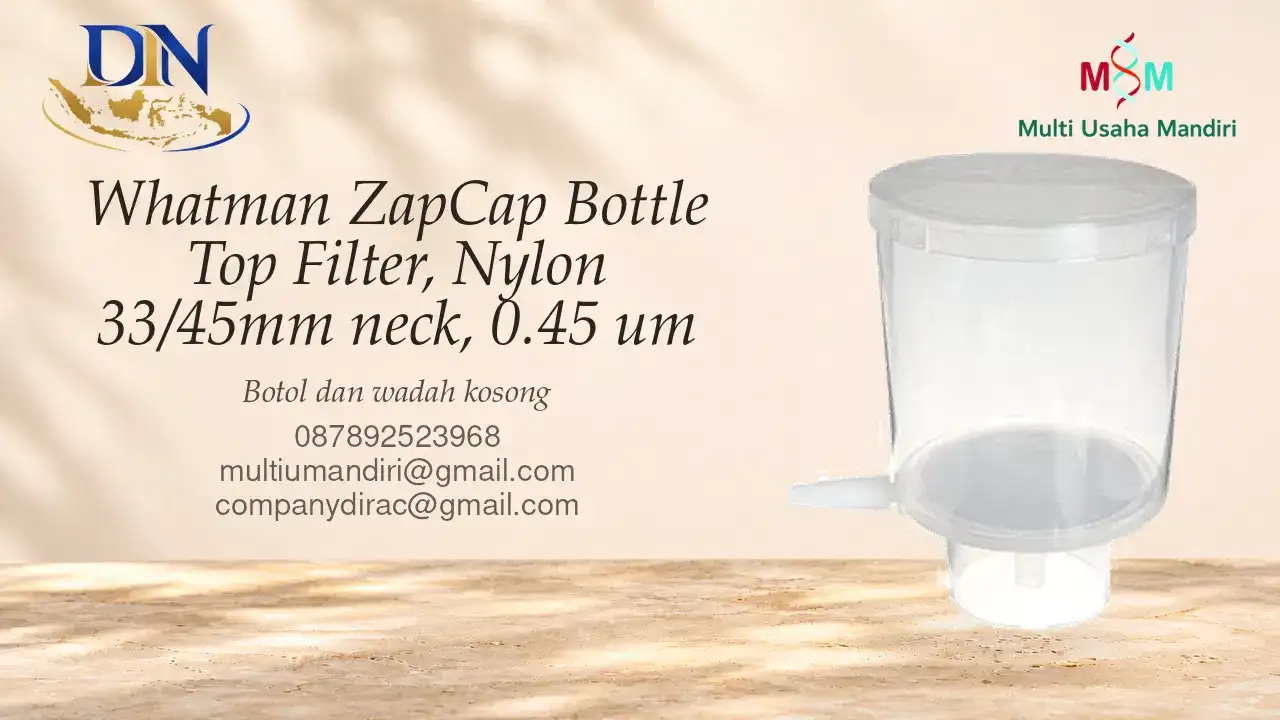 DIN
MSM
Multi Usaha Mandiri
Whatman ZapCap Bottle
Top Filter, Nylon
33/45mm neck, 0.45 um
Botol dan wadah kosong
087892523968
multiumandiri@gmail.com
companydirac@gmail.com